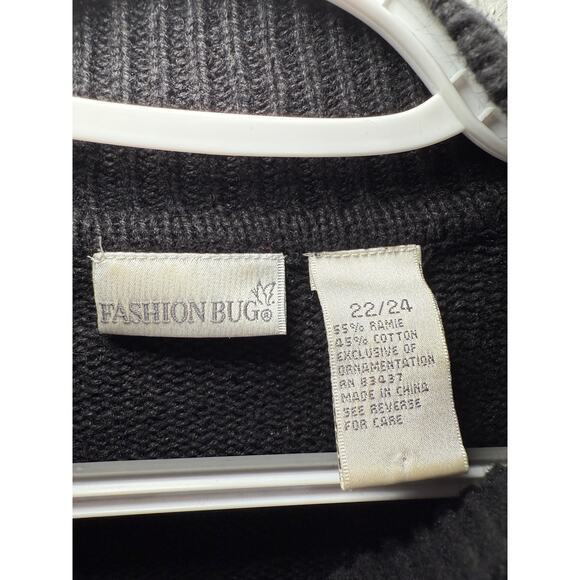 FASHION BUG®
22/24
55% RAMIE
45% COTTON
EXCLUSIVE OF
ORNAMENTATION
RN 83437
MADE IN CHINA
SEE REVERSE
FOR CARE